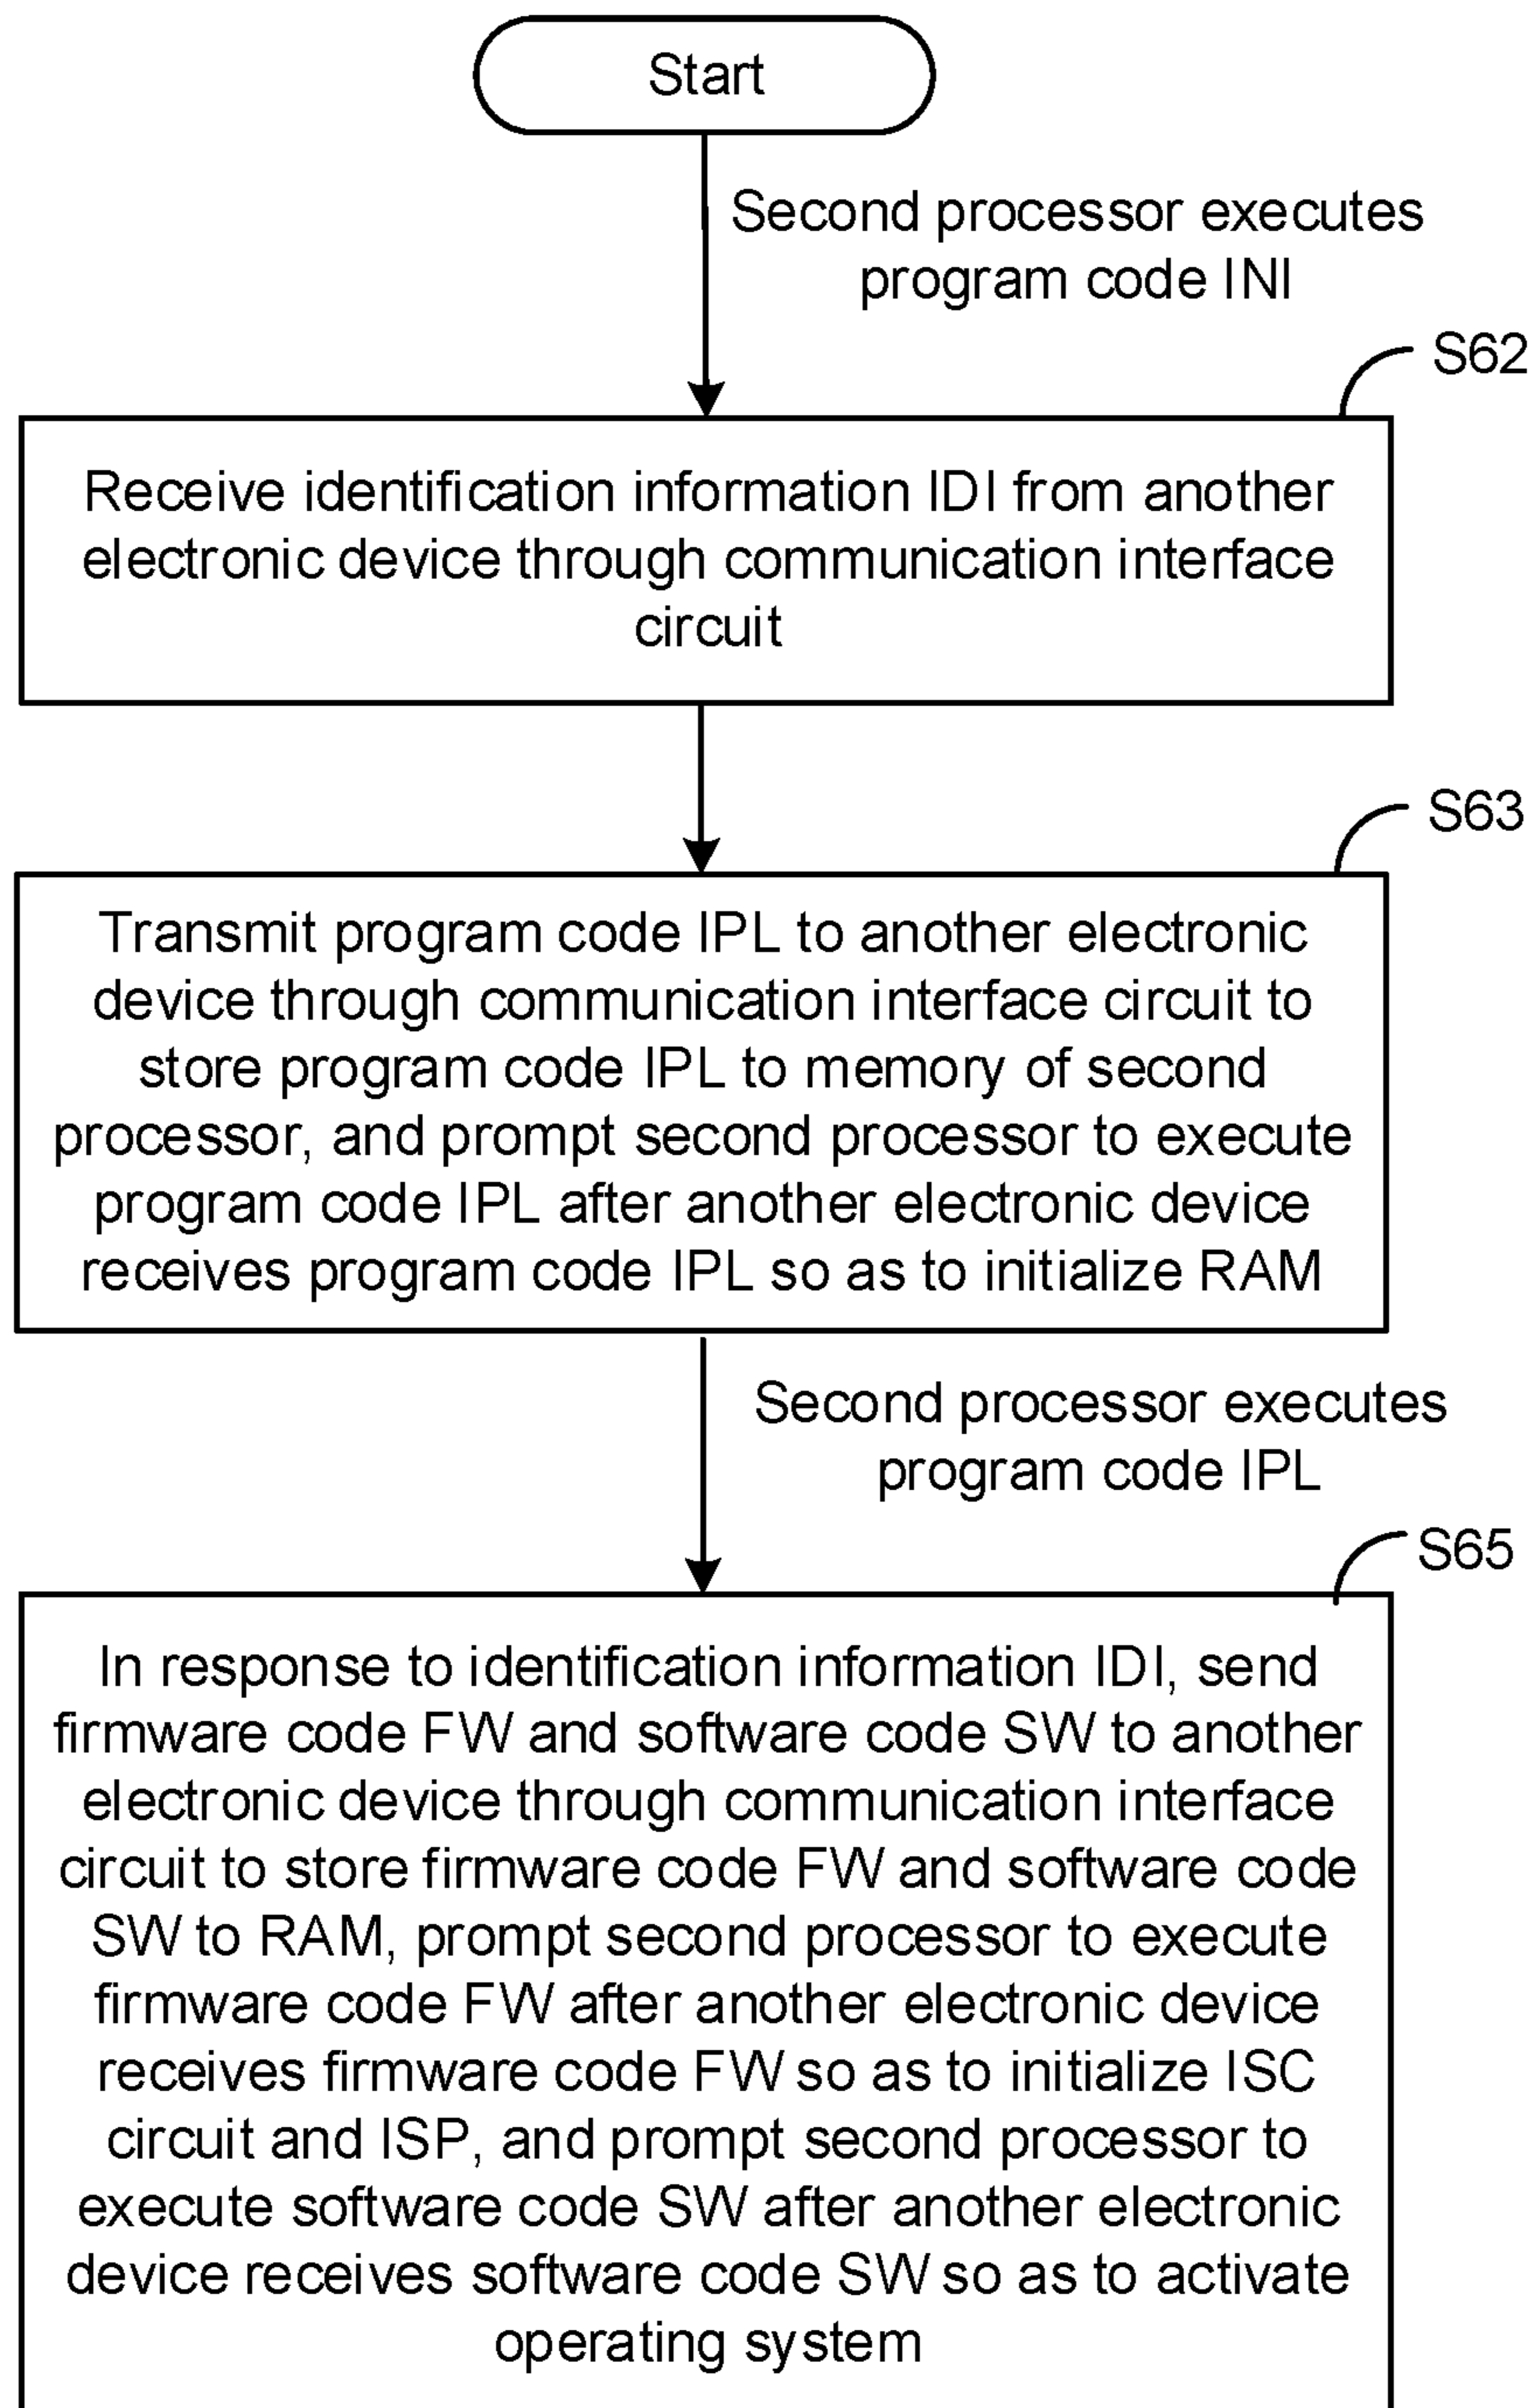 Start
Second processor executes
program code INI
S62
Receive identification information IDI from another
electronic device through communication interface
circuit
S63
Transmit program code IPL to another electronic
device through communication interface circuit to
store program code IPL to memory of second
processor, and prompt second processor to execute
program code IPL after another electronic device
receives program code IPL so as to initialize RAM
Second processor executes
program code IPL
S65
In response to identification information IDI, send
firmware code FW and software code SW to another
electronic device through communication interface
circuit to store firmware code FW and software code
SW to RAM, prompt second processor to execute
firmware code FW after another electronic device
receives firmware code FW so as to initialize ISC
circuit and ISP, and prompt second processor to
execute software code SW after another electronic
device receives software code SW so as to activate
operating system